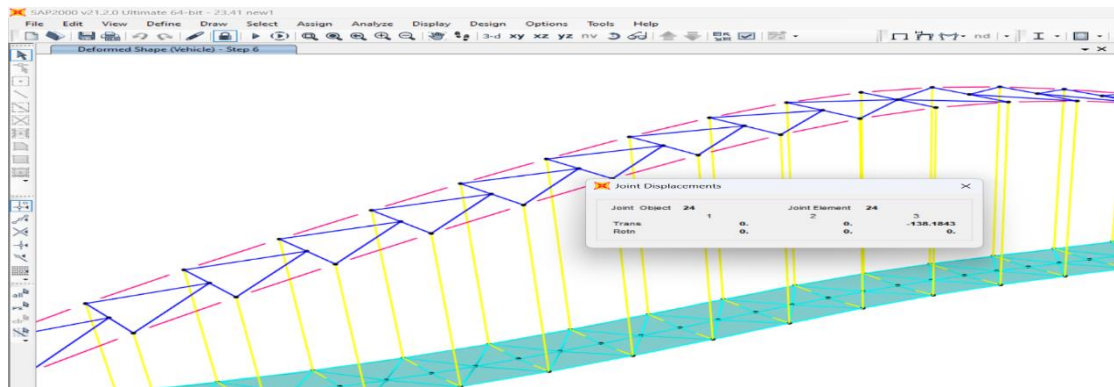 SAP2000 v21.2.0 Ultimate 64-bit - 23.41 new1
File Edit View Define Draw Select Assign Analyze Display Design Options Tools Help
3-d xy xz yz nv nd
Deformed Shape (Vehicle) - Step 6
Joint Displacements
Joint Object 24 Joint Element 24
1 2 3
Trans 0. 0. -138.1843
Rotn 0. 0. 0.
all